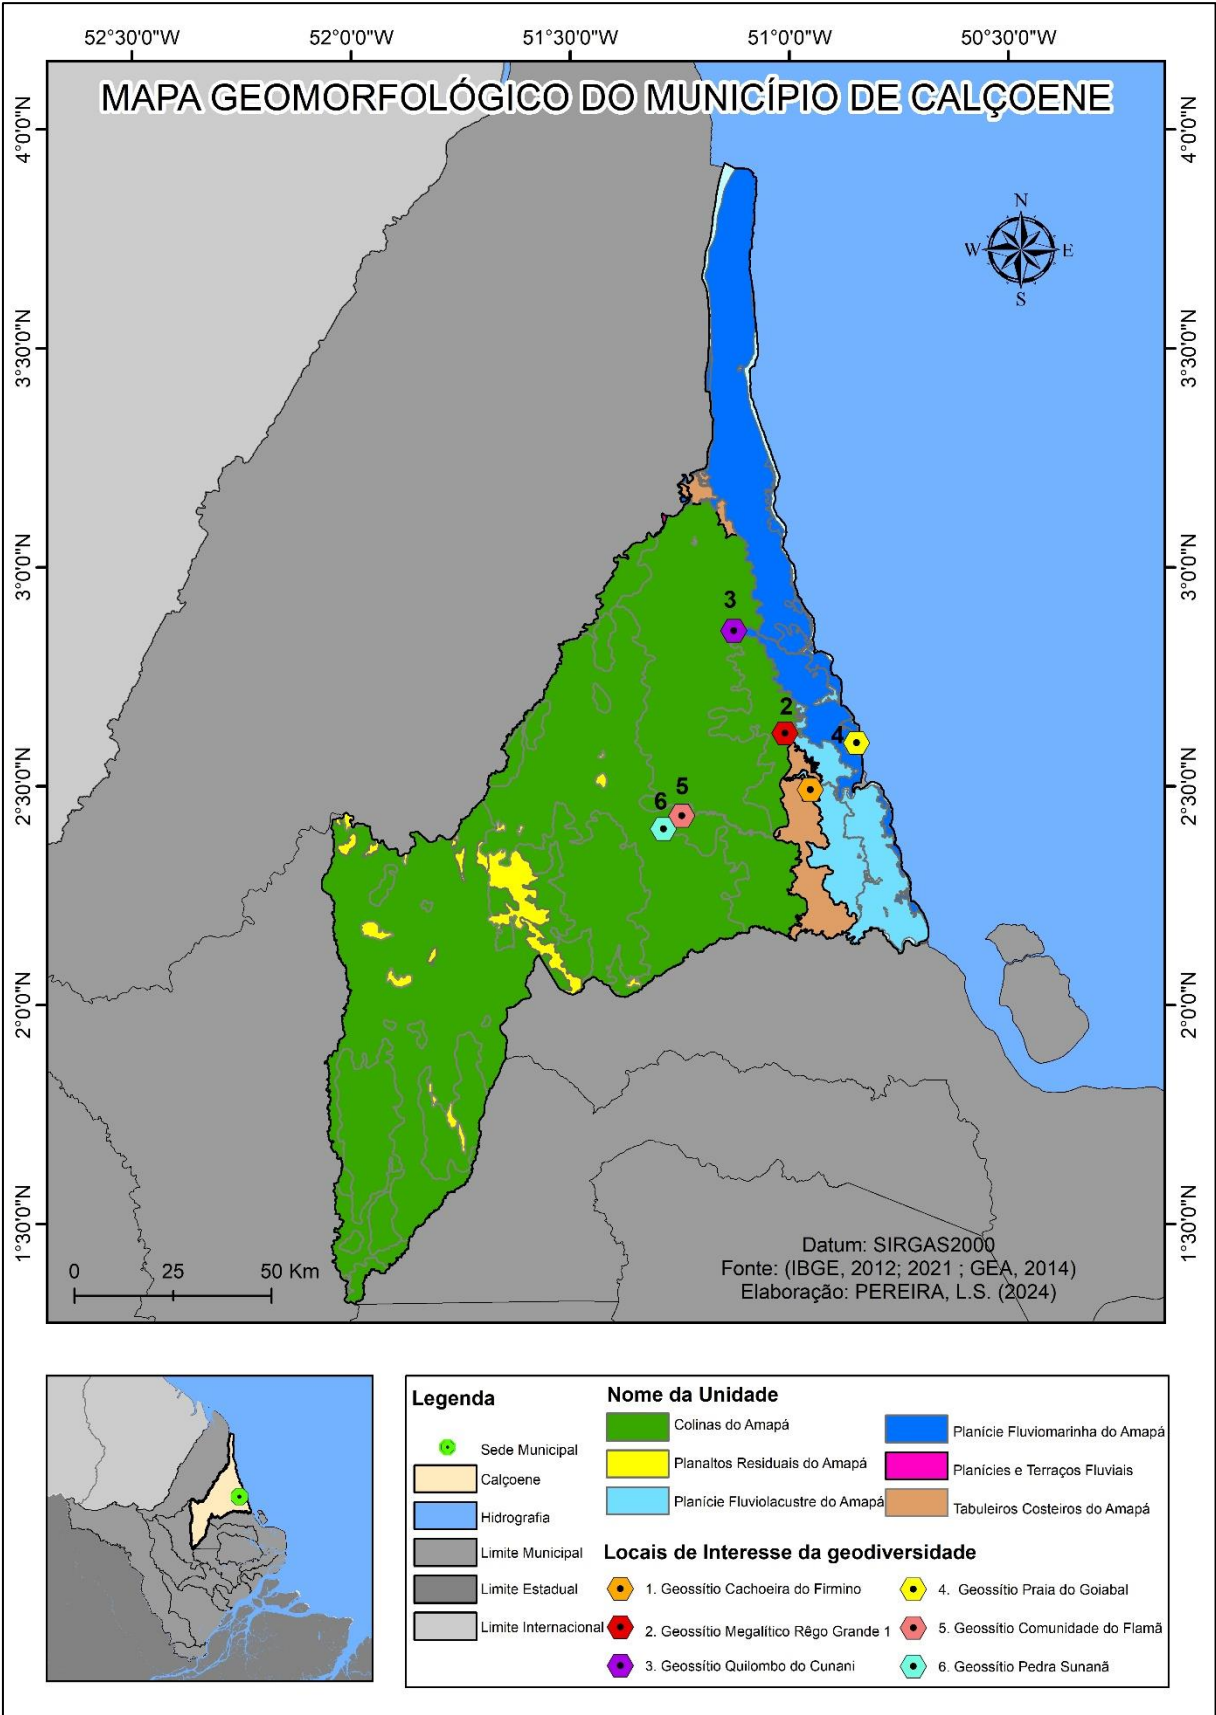 52°30'0"W 52°0'0"W 51°30'0"W 51°0'0"W 50°30'0"W
MAPA GEOMORFOLÓGICO DO MUNICÍPIO DE CALÇOENE
4°0'0"N 4°0'0"N
N
W E
S
3°30'0"N 3°30'0"N
3°0'0"N 3°0'0"N
3
2
4
2°30'0"N 2°30'0"N
5
6
2°0'0"N 2°0'0"N
1°30'0"N 1°30'0"N
Datum: SIRGAS2000
Fonte: (IBGE, 2012; 2021 ; GEA, 2014)
Elaboração: PEREIRA, L.S. (2024)
0 25 50 Km
Legenda
Sede Municipal
Calçoene
Hidrografia
Limite Municipal
Limite Estadual
Limite Internacional
Nome da Unidade
Colinas do Amapá
Planaltos Residuais do Amapá
Planície Fluviolacustre do Amapá
Planície Fluviomarinha do Amapá
Planícies e Terraços Fluviais
Tabuleiros Costeiros do Amapá
Locais de Interesse da geodiversidade
1. Geossítio Cachoeira do Firmino
2. Geossítio Megalítico Rêgo Grande 1
3. Geossítio Quilombo do Cunani
4. Geossítio Praia do Goiabal
5. Geossítio Comunidade do Flamã
6. Geossítio Pedra Sunanã